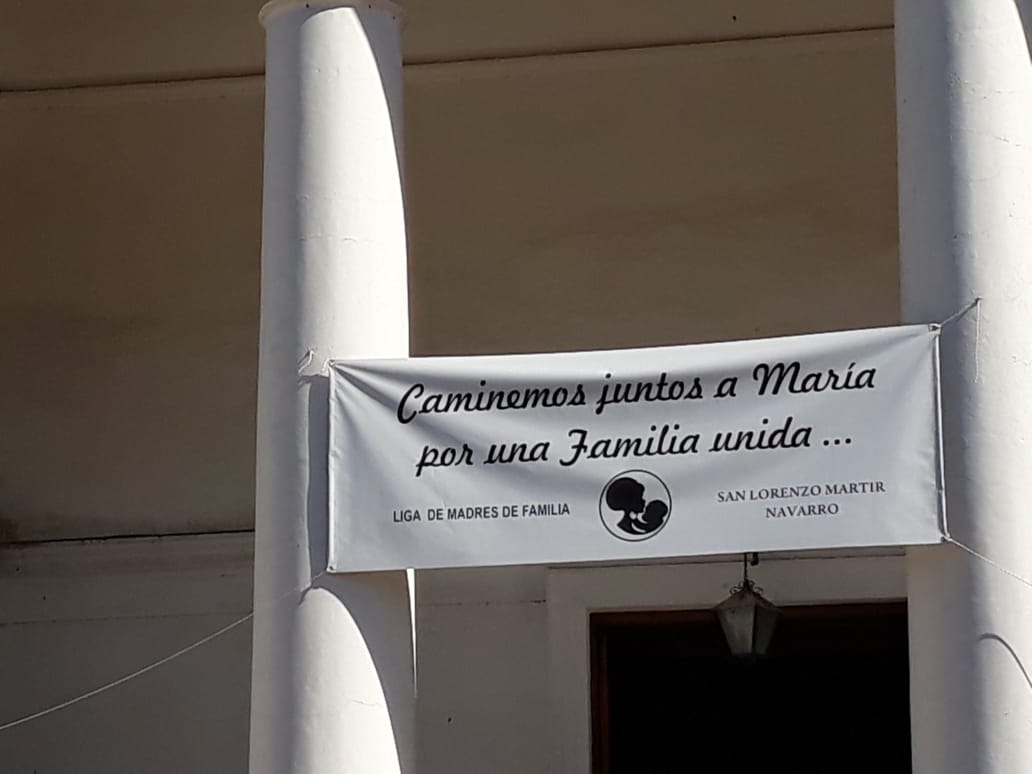 Caminemos juntos a María
por una Familia unida ...
LIGA DE MADRES DE FAMILIA
SAN LORENZO MARTIR
NAVARRO